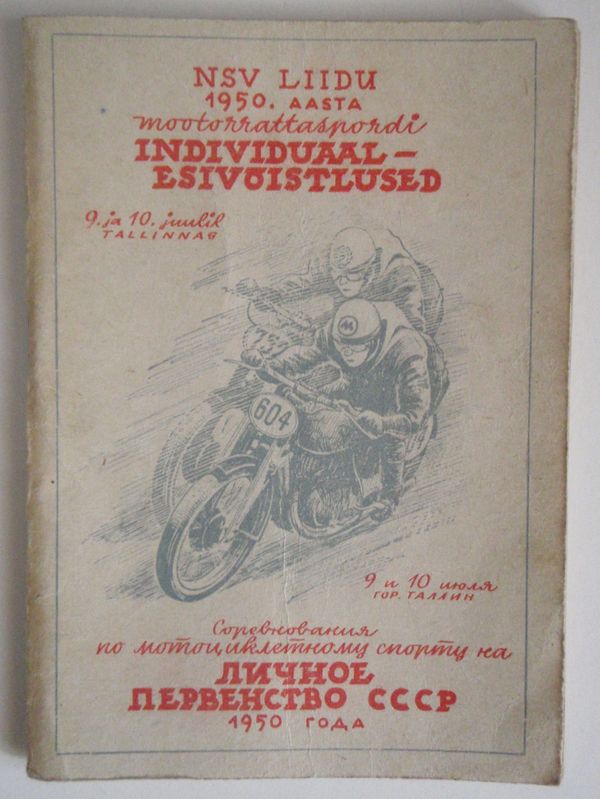 NSV LIIDU
1950. AASTA
mootorrattaspordi
INDIVIDUAAL-
ESIVÕISTLUSED
9. ja 10. juulil
TALLINNAS
M
604
9 и 10 июля
ГОР. ТАЛЛИН
Соревнования
по мотоциклетному спорту на
ЛИЧНОЕ
ПЕРВЕНСТВО СССР
1950 ГОДА